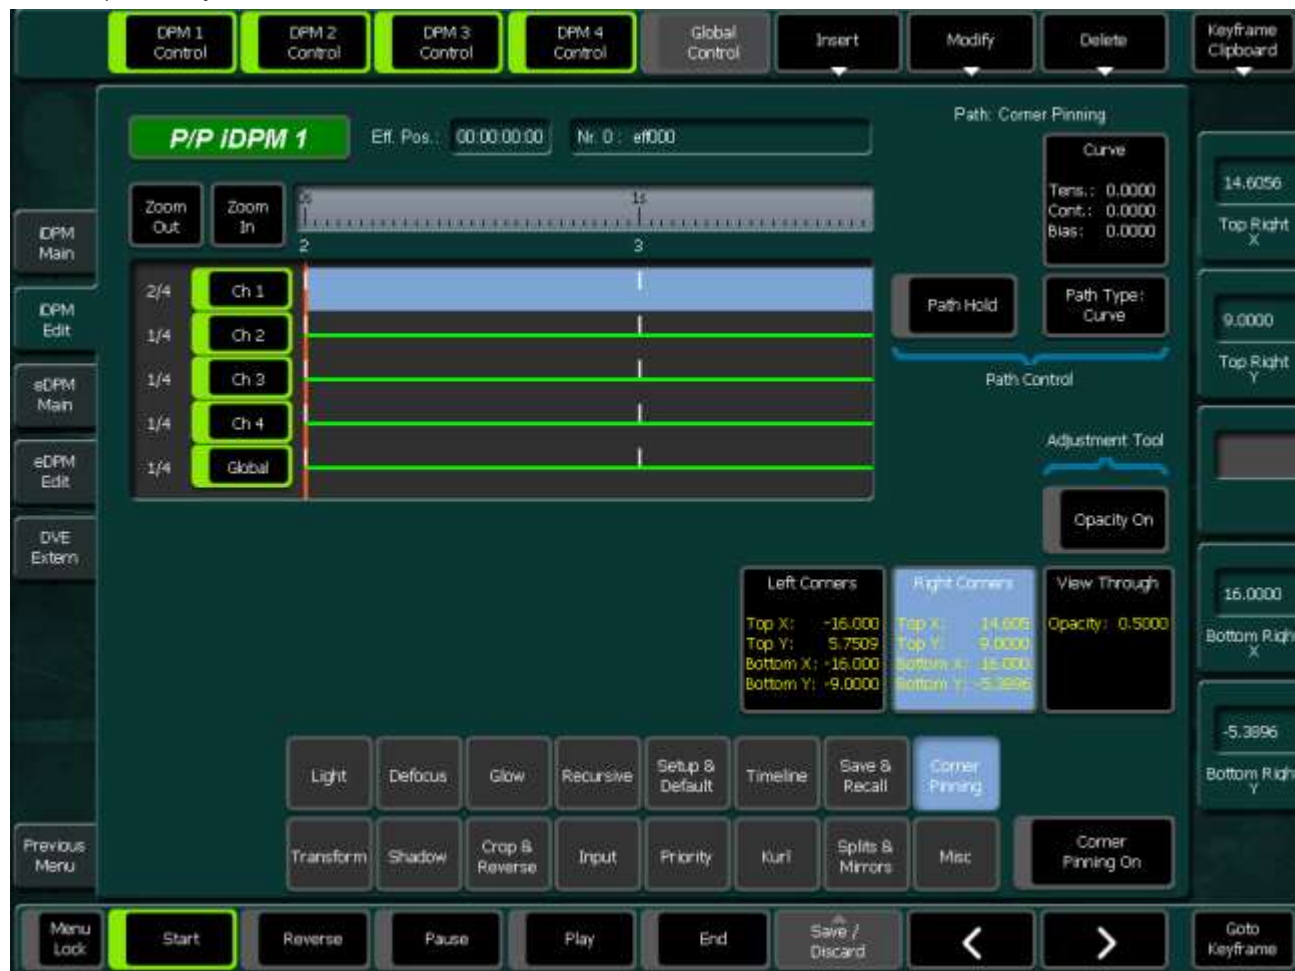 DPM 1
Control
DPM 2
Control
DPM 3
Control
DPM 4
Control
Global
Control
Insert
Modify
Delete
Keyframe
Clipboard
P/P iDPM 1
Eff. Pos.: 00:00:00:00
Nr. 0 : eff000
Path: Corner Pinning
Curve
Tens.: 0.0000
Cont.: 0.0000
Bias: 0.0000
14.6056
Top Right
X
Zoom
Out
Zoom
In
0s 1s
2 3
iDPM
Main
iDPM
Edit
eDPM
Main
eDPM
Edit
DVE
Extern
2/4 Ch 1
1/4 Ch 2
1/4 Ch 3
1/4 Ch 4
1/4 Global
Path Hold
Path Type:
Curve
Path Control
9.0000
Top Right
Y
Adjustment Tool
Opacity On
Left Corners
Top X: -16.000
Top Y: 5.7509
Bottom X: -16.000
Bottom Y: -9.0000
Right Corners
Top X: 14.605
Top Y: 9.0000
Bottom X: 16.000
Bottom Y: -5.3896
View Through
Opacity: 0.5000
16.0000
Bottom Righ
X
-5.3896
Bottom Righ
Y
Light
Defocus
Glow
Recursive
Setup &
Default
Timeline
Save &
Recall
Corner
Pinning
Previous
Menu
Transform
Shadow
Crop &
Reverse
Input
Priority
Kurl
Splits &
Mirrors
Misc
Corner
Pinning On
Menu
Lock
Start
Reverse
Pause
Play
End
Save /
Discard
<
>
Goto
Keyframe